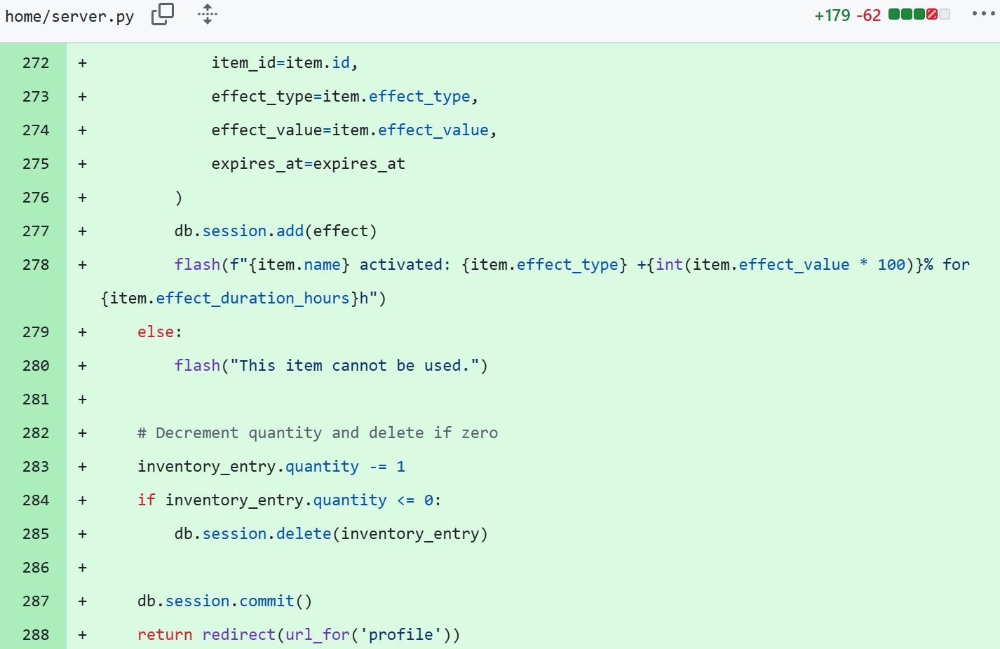 home/server.py +179 -62
272 + item_id=item.id,
273 + effect_type=item.effect_type,
274 + effect_value=item.effect_value,
275 + expires_at=expires_at
276 + )
277 + db.session.add(effect)
278 + flash(f"{item.name} activated: {item.effect_type} +{int(item.effect_value * 100)}% for
{item.effect_duration_hours}h")
279 + else:
280 + flash("This item cannot be used.")
281 +
282 + # Decrement quantity and delete if zero
283 + inventory_entry.quantity -= 1
284 + if inventory_entry.quantity <= 0:
285 + db.session.delete(inventory_entry)
286 +
287 + db.session.commit()
288 + return redirect(url_for('profile'))